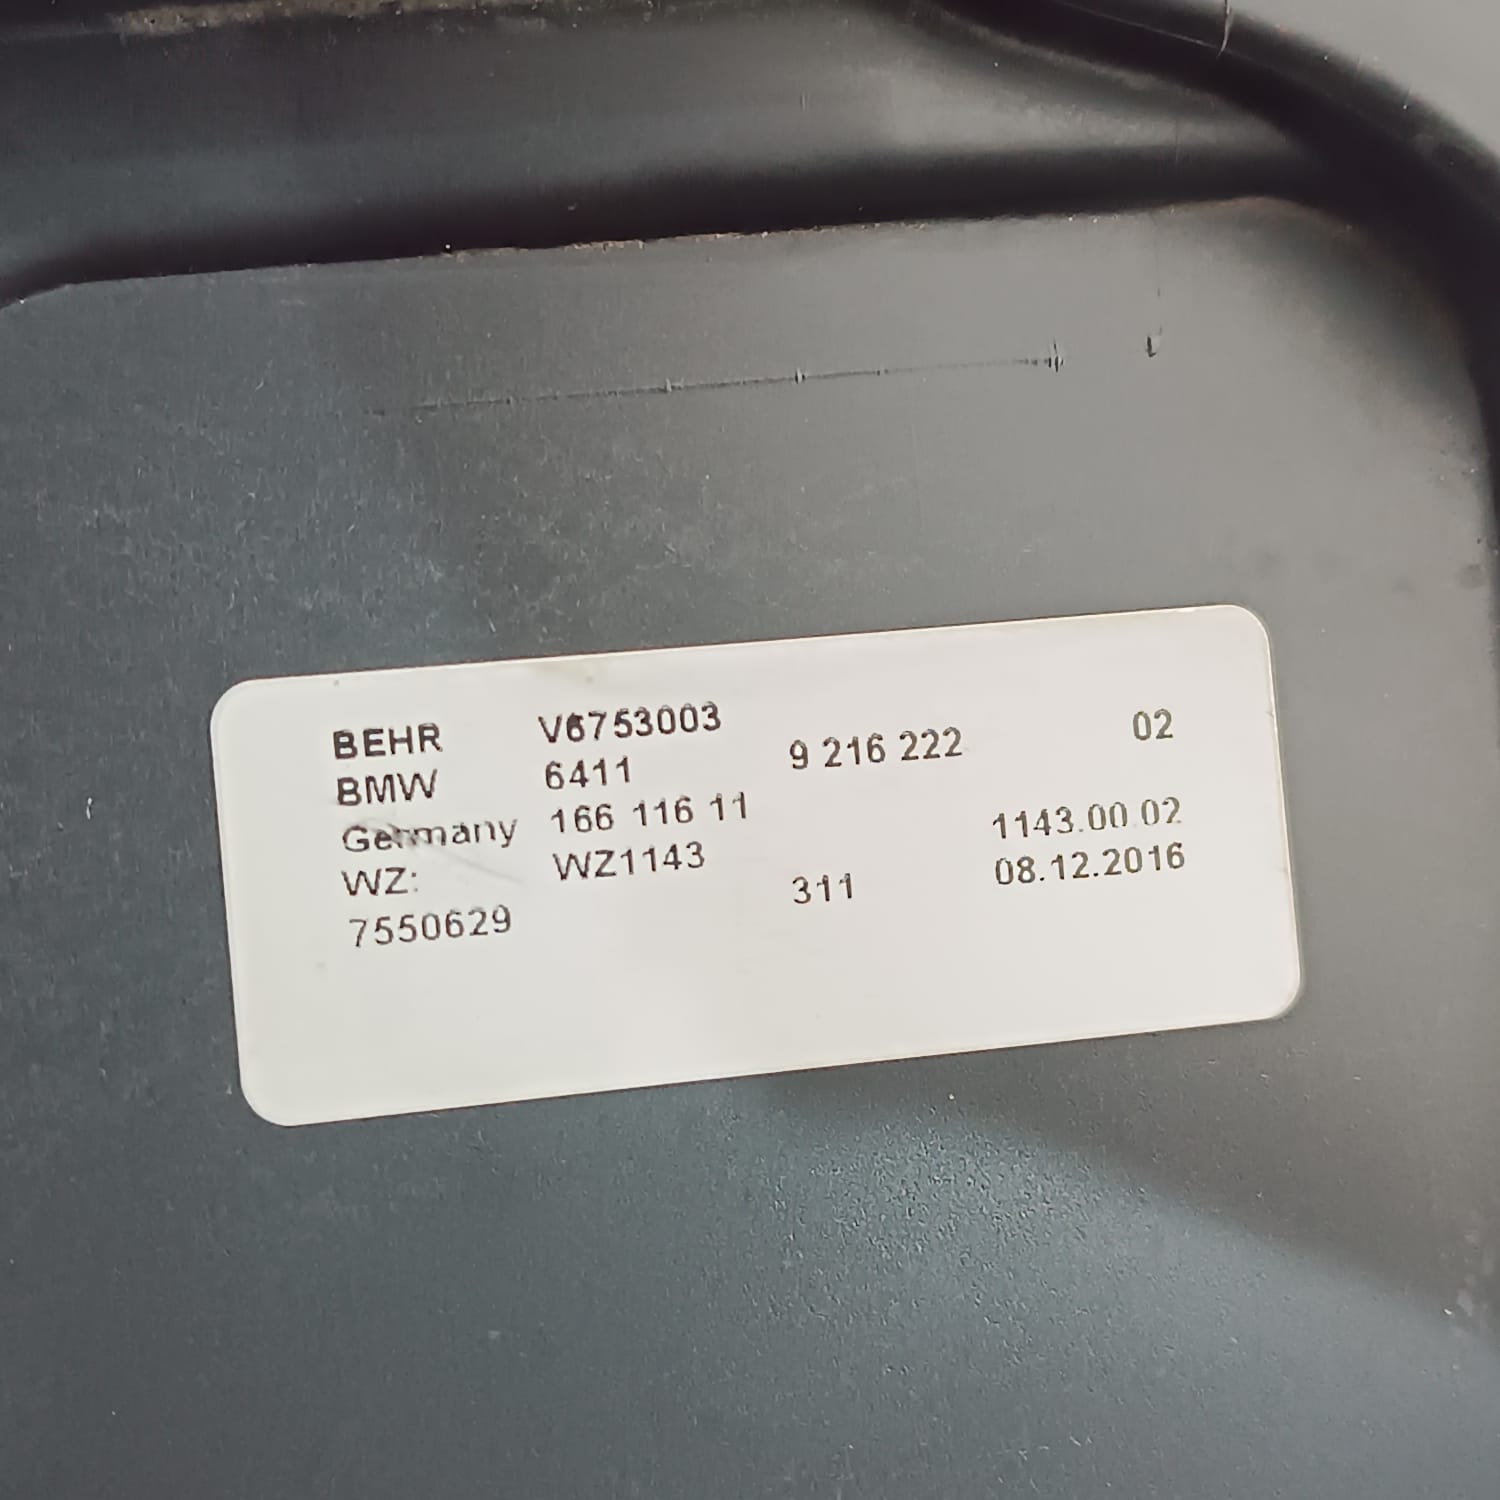 BEHR V6753003
BMW 6411 9 216 222 02
Germany 166 116 11 1143.00.02
WZ: WZ1143 311 08.12.2016
7550629